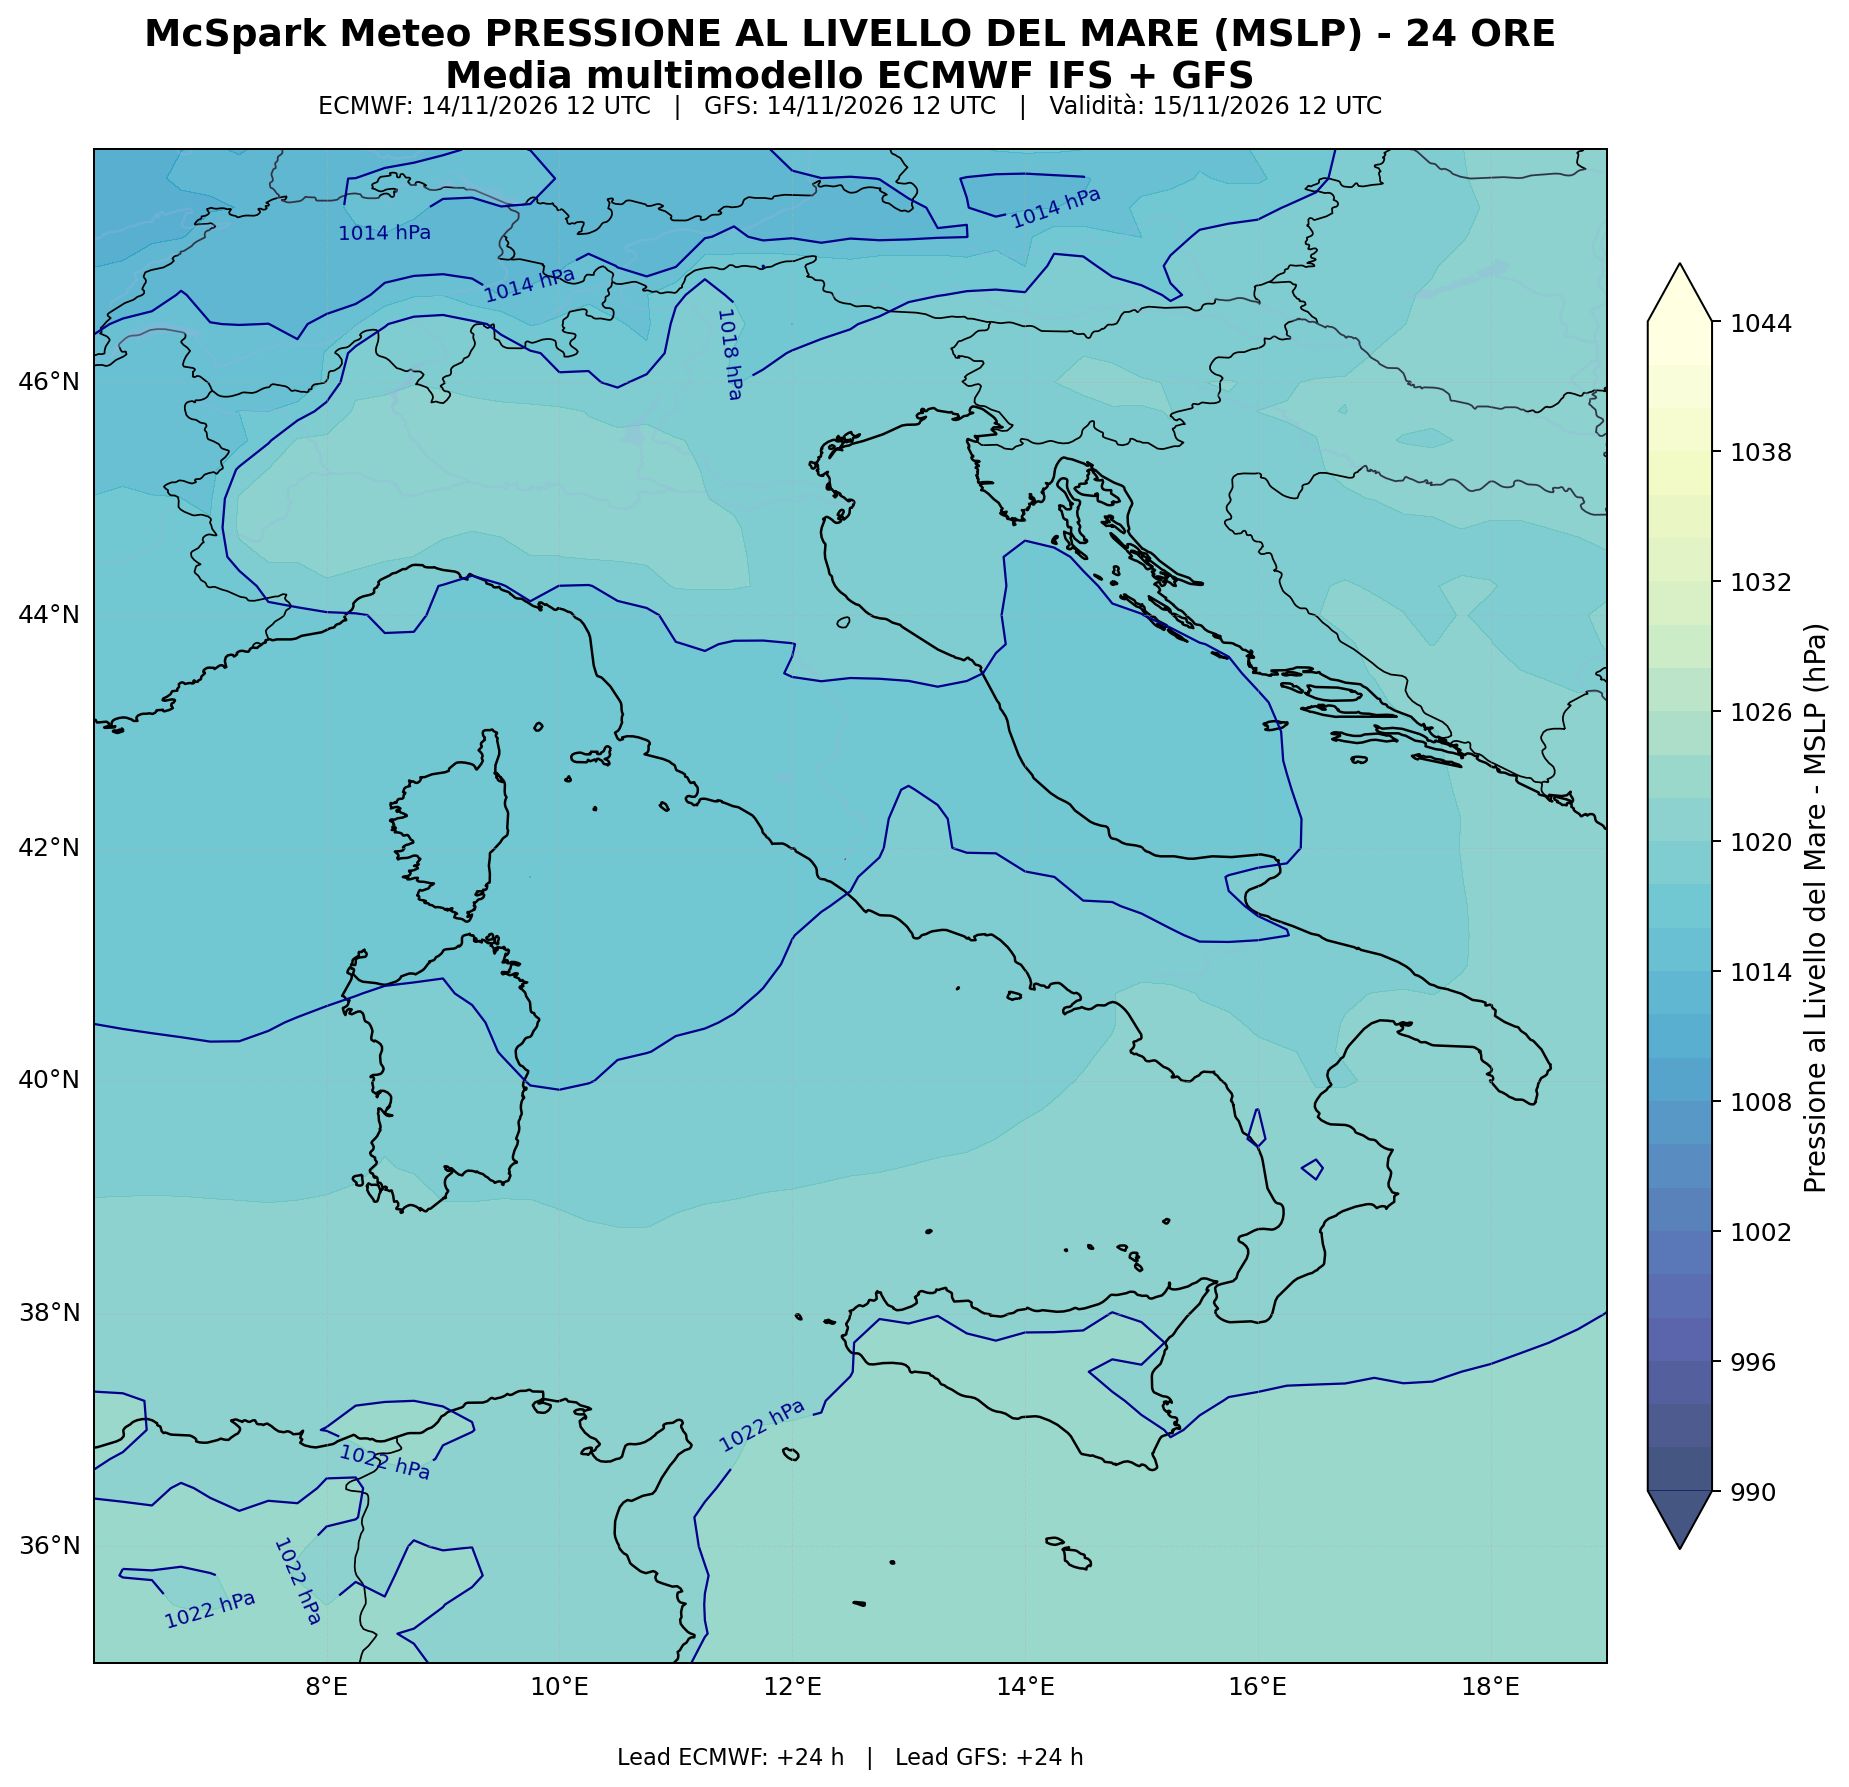 McSpark Meteo PRESSIONE AL LIVELLO DEL MARE (MSLP) - 24 ORE
Media multimodello ECMWF IFS + GFS
ECMWF: 14/11/2026 12 UTC | GFS: 14/11/2026 12 UTC | Validità: 15/11/2026 12 UTC
1014 hPa
1014 hPa
1014 hPa
1018 hPa
1022 hPa
1022 hPa
1022 hPa
1022 hPa
46°N
44°N
42°N
40°N
38°N
36°N
8°E
10°E
12°E
14°E
16°E
18°E
1044
1038
1032
1026
1020
1014
1008
1002
996
990
Pressione al Livello del Mare - MSLP (hPa)
Lead ECMWF: +24 h | Lead GFS: +24 h